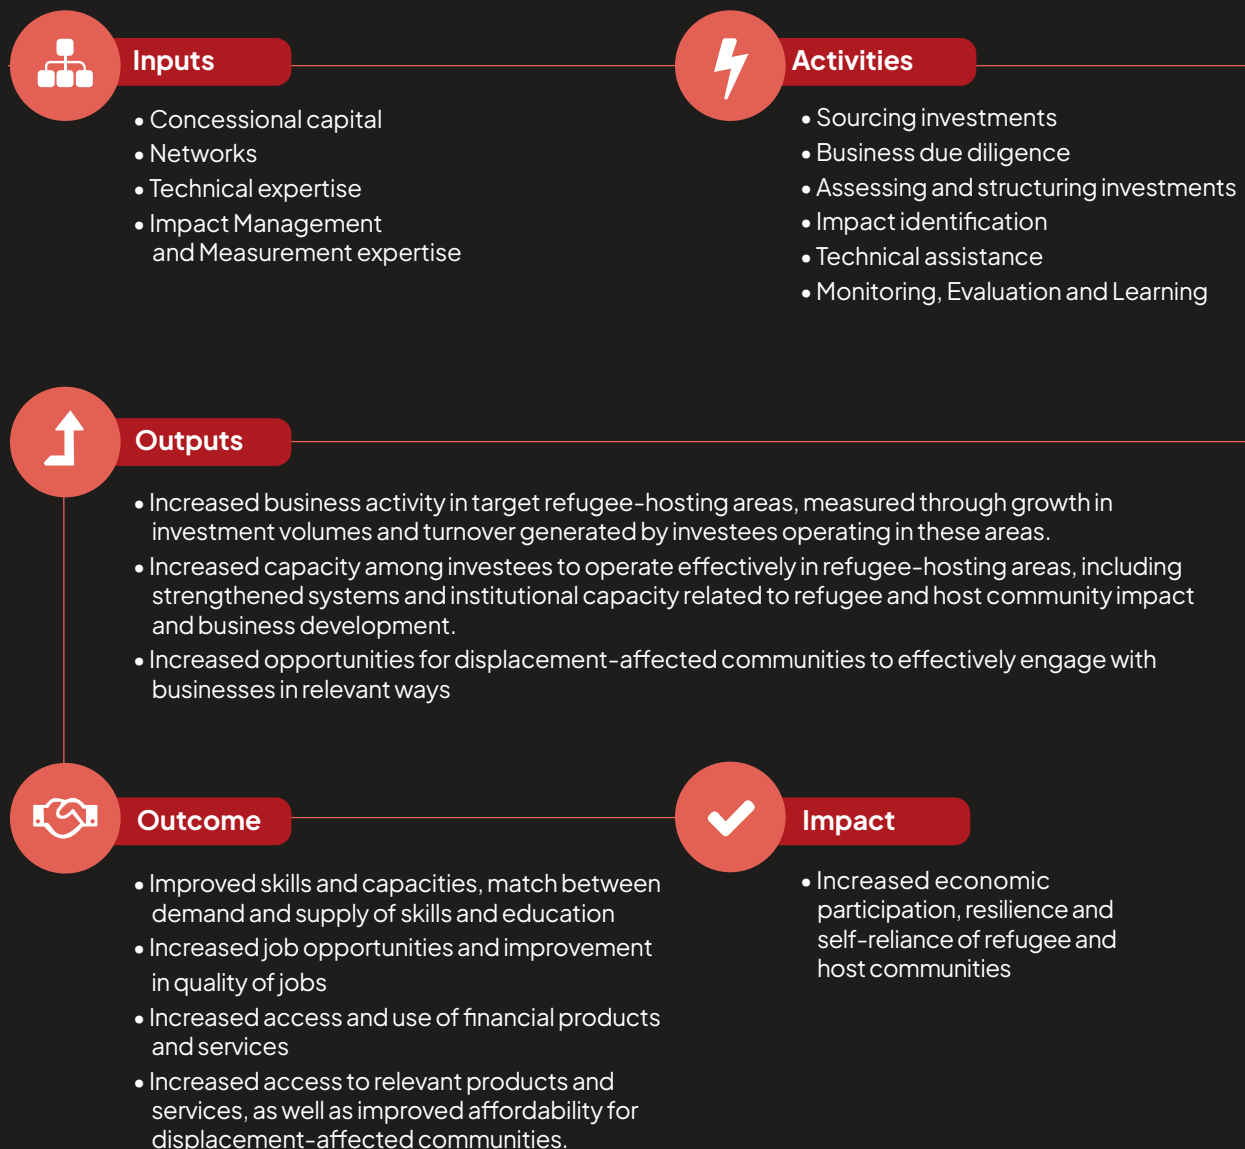 Inputs
• Concessional capital
• Networks
• Technical expertise
• Impact Management
and Measurement expertise
Activities
• Sourcing investments
• Business due diligence
• Assessing and structuring investments
• Impact identification
• Technical assistance
• Monitoring, Evaluation and Learning
Outputs
• Increased business activity in target refugee-hosting areas, measured through growth in
investment volumes and turnover generated by investees operating in these areas.
• Increased capacity among investees to operate effectively in refugee-hosting areas, including
strengthened systems and institutional capacity related to refugee and host community impact
and business development.
• Increased opportunities for displacement-affected communities to effectively engage with
businesses in relevant ways
Outcome
• Improved skills and capacities, match between
demand and supply of skills and education
• Increased job opportunities and improvement
in quality of jobs
• Increased access and use of financial products
and services
• Increased access to relevant products and
services, as well as improved affordability for
displacement-affected communities.
Impact
• Increased economic
participation, resilience and
self-reliance of refugee and
host communities